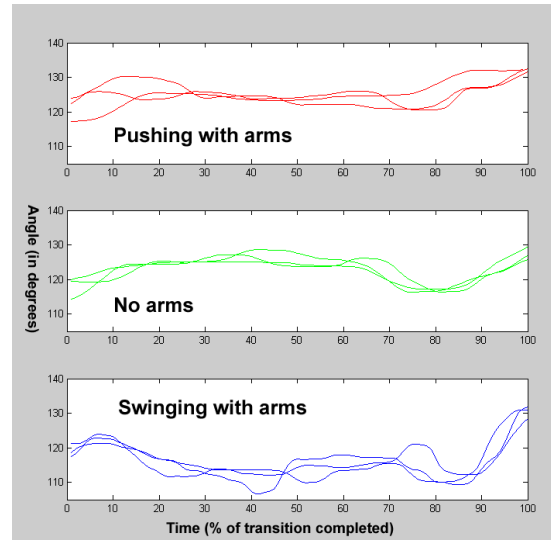 140
130
120
110
Pushing with arms
0 10 20 30 40 50 60 70 80 90 100
Angle (in degrees)
140
130
120
110
No arms
0 10 20 30 40 50 60 70 80 90 100
140
130
120
110
Swinging with arms
0 10 20 30 40 50 60 70 80 90 100
Time (% of transition completed)